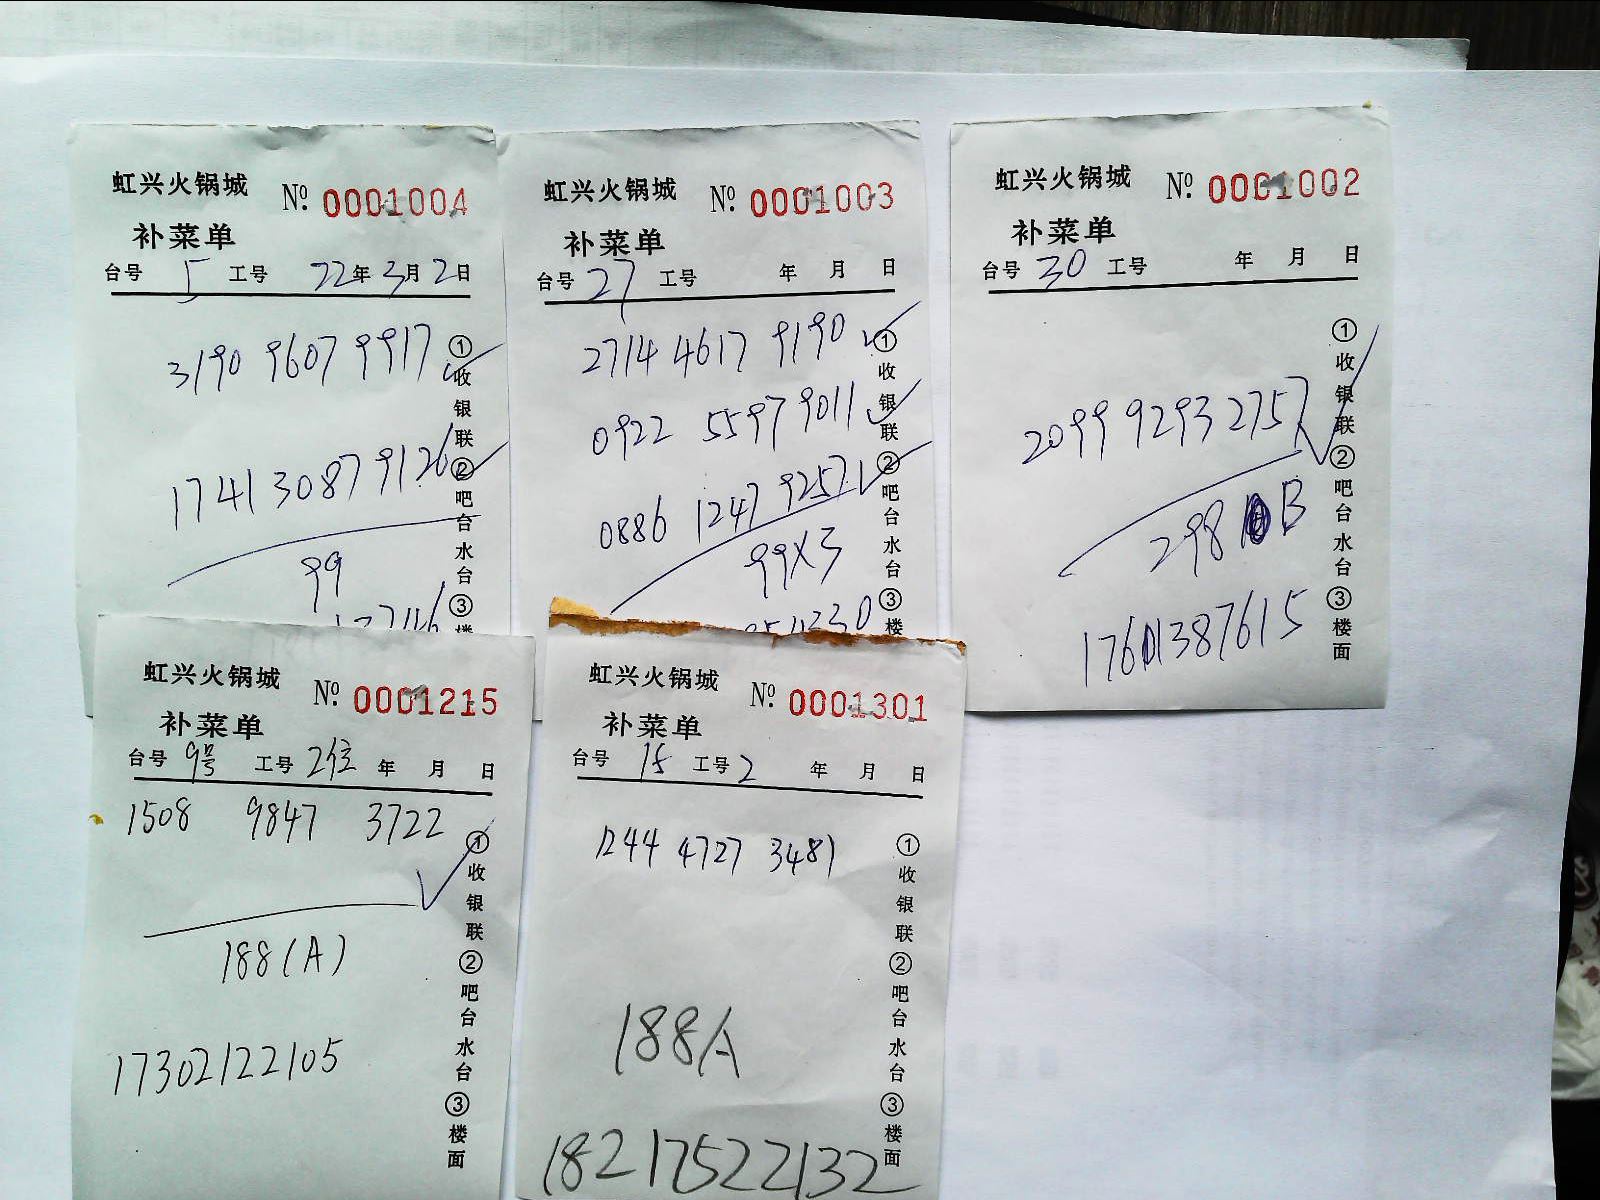 虹兴火锅城 № 0001004
补菜单
台号 5 工号 22年3月2日
3190 9607 9917
1741 3087 9126
99
①收银联②吧台水台③楼
虹兴火锅城 № 0001003
补菜单
台号 27 工号 年 月 日
2714 4617 9190
0922 5597 9011
0886 1247 9257
99X3
①收银联②吧台水台③楼
虹兴火锅城 № 0001002
补菜单
台号 30 工号 年 月 日
2099 9293 2757
298 B
17601387615
①收银联②吧台水台③楼面
虹兴火锅城 № 0001215
补菜单
台号 9号 工号 2位 年 月 日
1508 9847 3722
188(A)
17302122105
①收银联②吧台水台③楼面
虹兴火锅城 № 0001301
补菜单
台号 15 工号 2 年 月 日
1244 4727 3481
188A
18217522132
①收银联②吧台水台③楼面